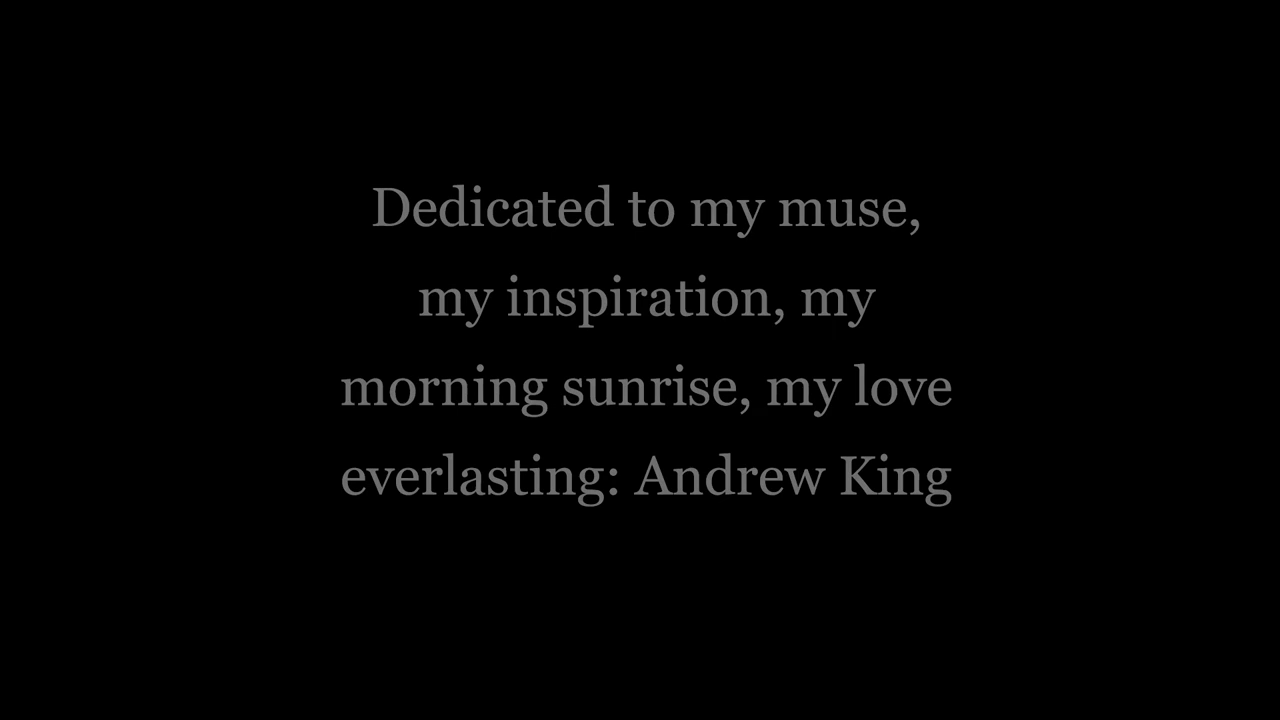 Dedicated to my muse,
my inspiration, my
morning sunrise, my love
everlasting: Andrew King